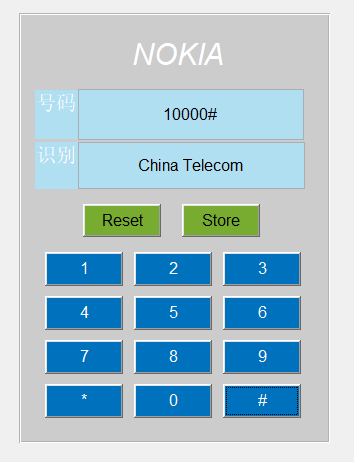 NOKIA
号码 10000#
识别 China Telecom
Reset Store
1 2 3
4 5 6
7 8 9
* 0 #